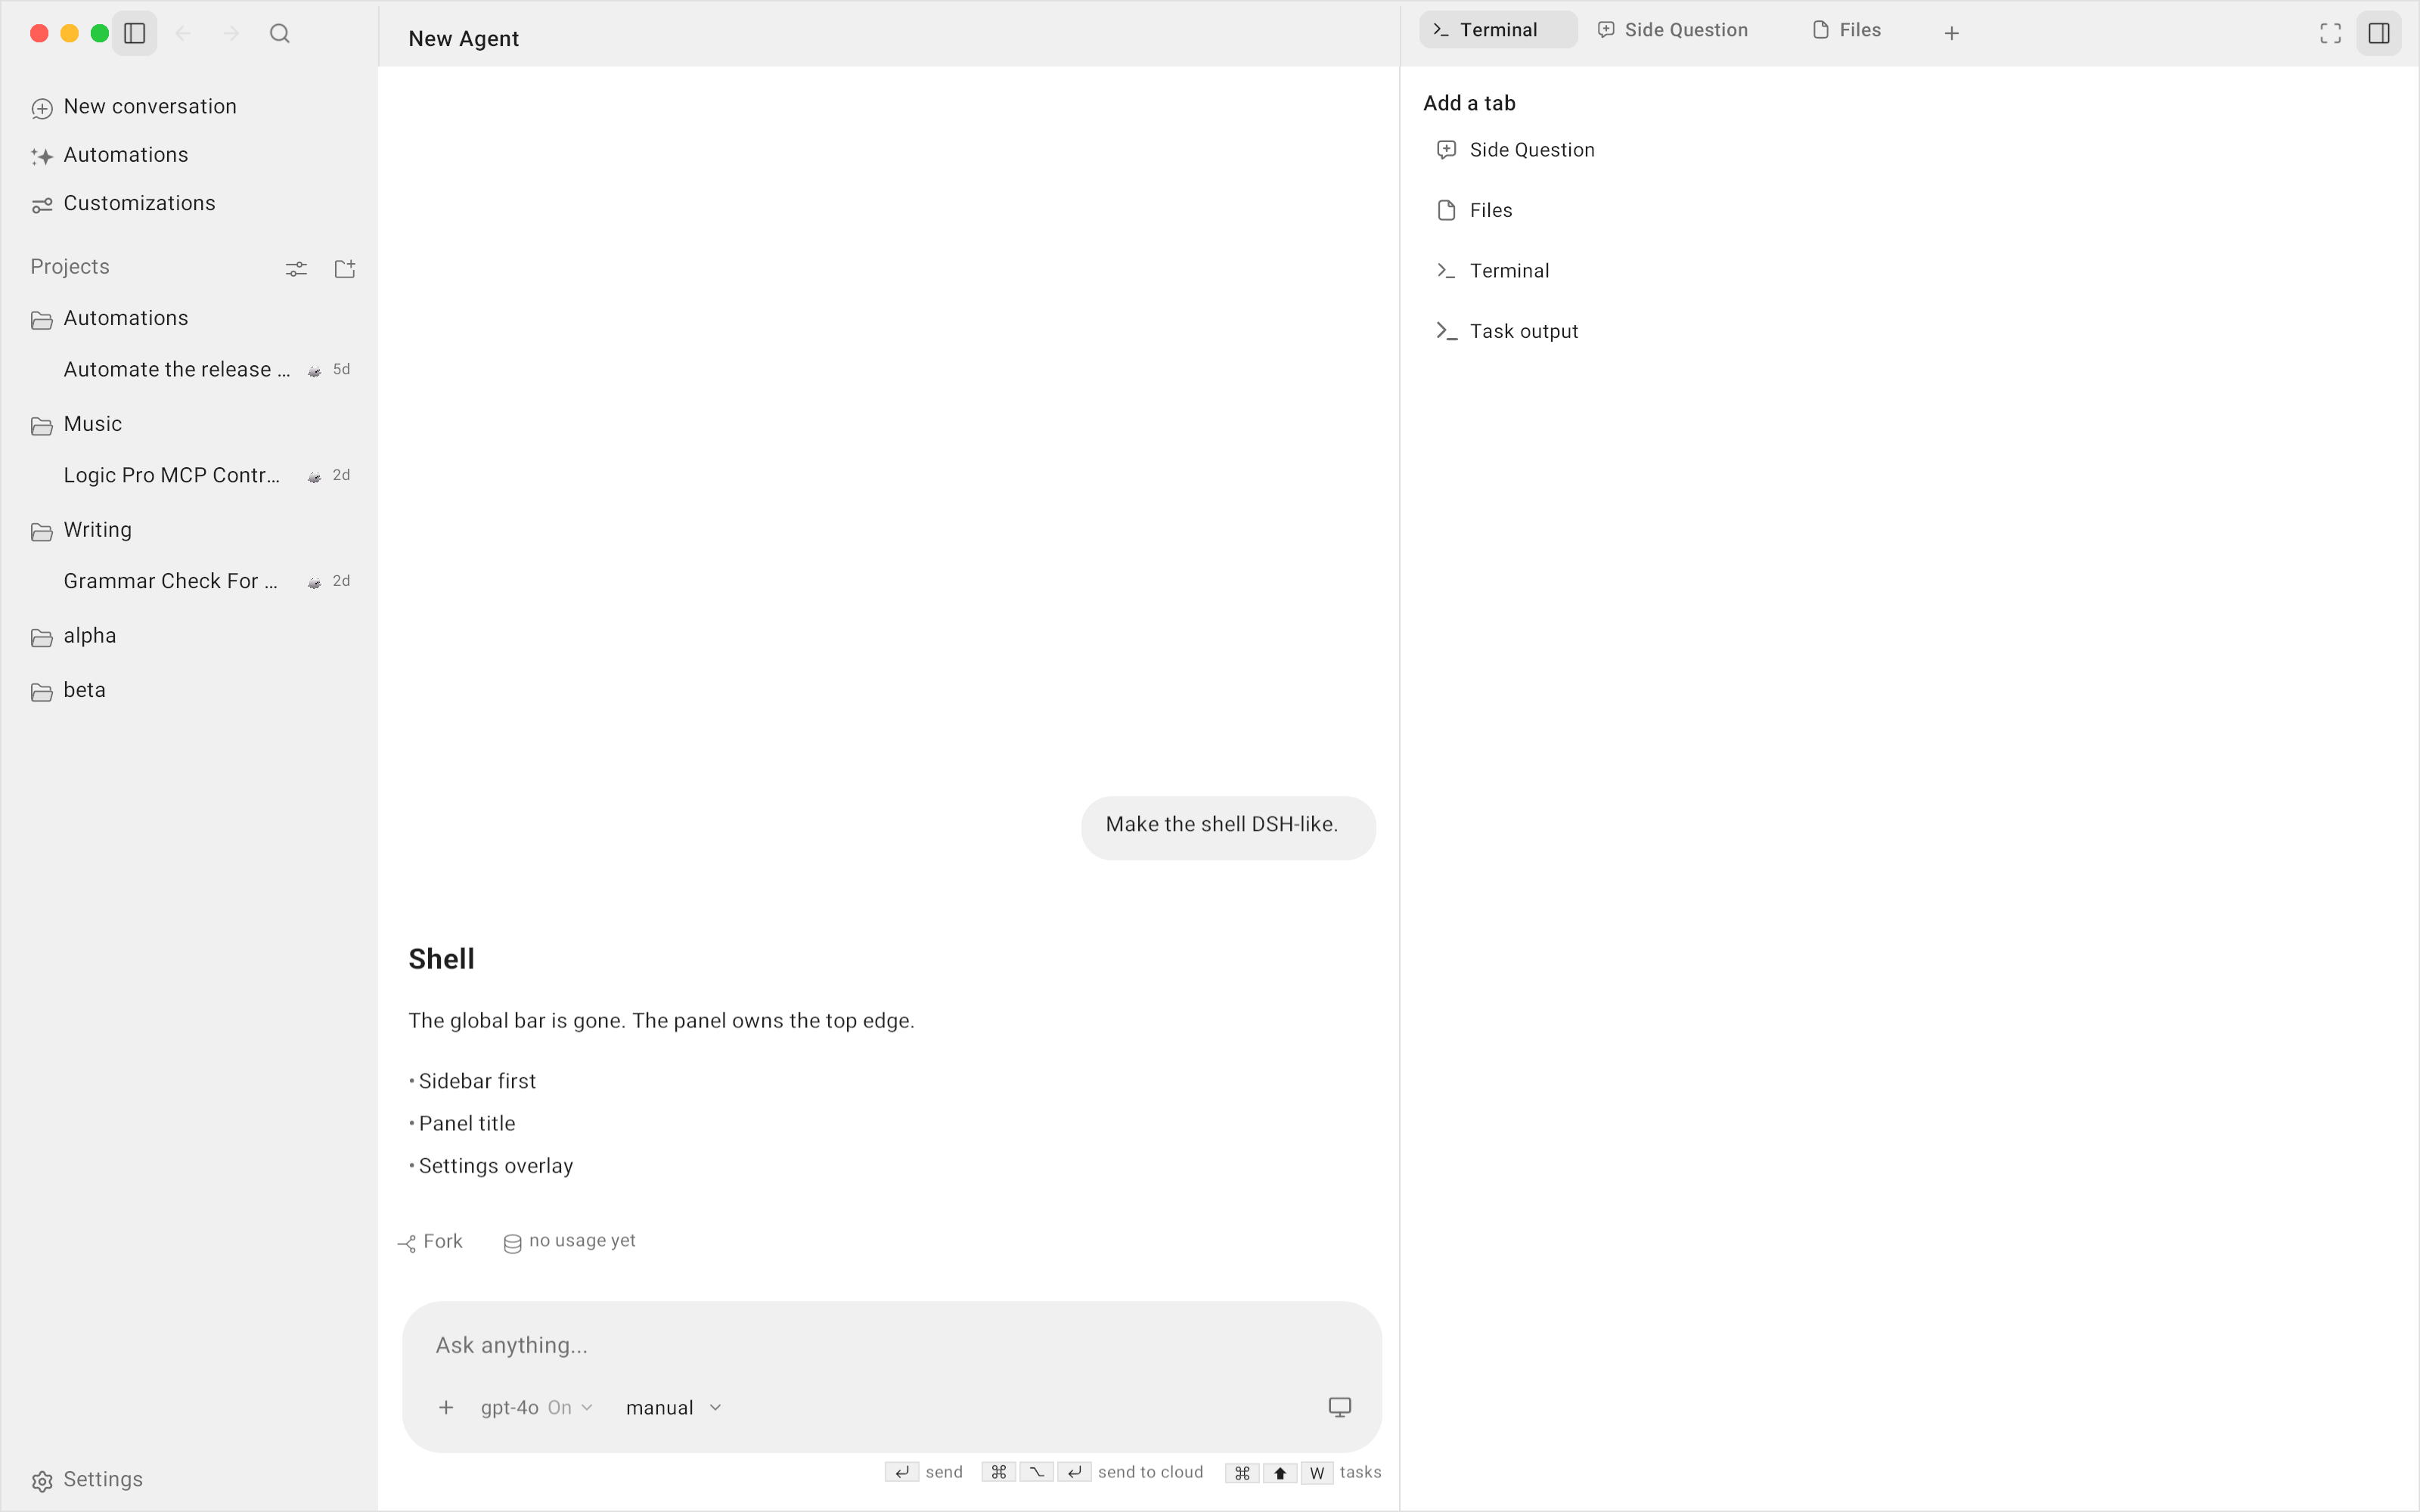 New conversation
Automations
Customizations
Projects
Automations
Automate the release ... 5d
Music
Logic Pro MCP Contr... 2d
Writing
Grammar Check For ... 2d
alpha
beta
Settings
New Agent
Make the shell DSH-like.
Shell
The global bar is gone. The panel owns the top edge.
• Sidebar first
• Panel title
• Settings overlay
Fork no usage yet
Ask anything...
gpt-4o On manual
send ⌘ ⌥ send to cloud ⌘ W tasks
Terminal Side Question Files
Add a tab
Side Question
Files
Terminal
Task output